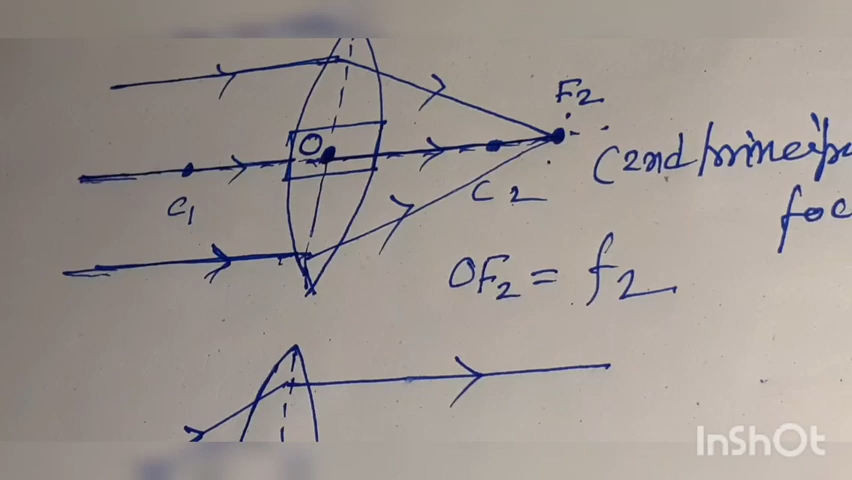 F2
O
C1
C2
(2nd principa
foc
OF2 = f2
InShOt